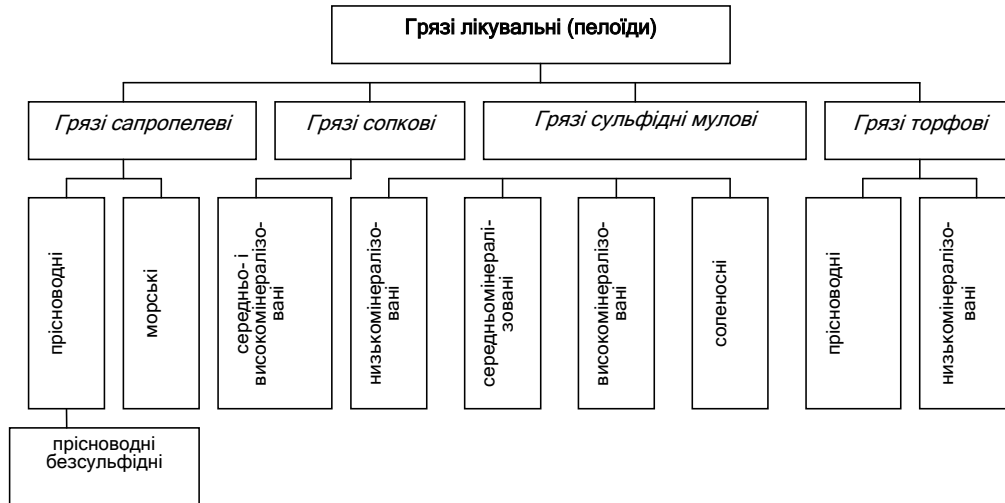 Грязі лікувальні (пелоїди)
Грязі сапропелеві
Грязі сопкові
Грязі сульфідні мулові
Грязі торфові
прісноводні
морські
середньо- і
високомінералізо-
вані
низькомінералізо-
вані
середньомінералі-
зовані
високомінералізо-
вані
соленосні
прісноводні
низькомінералізо-
вані
прісноводні
безсульфідні